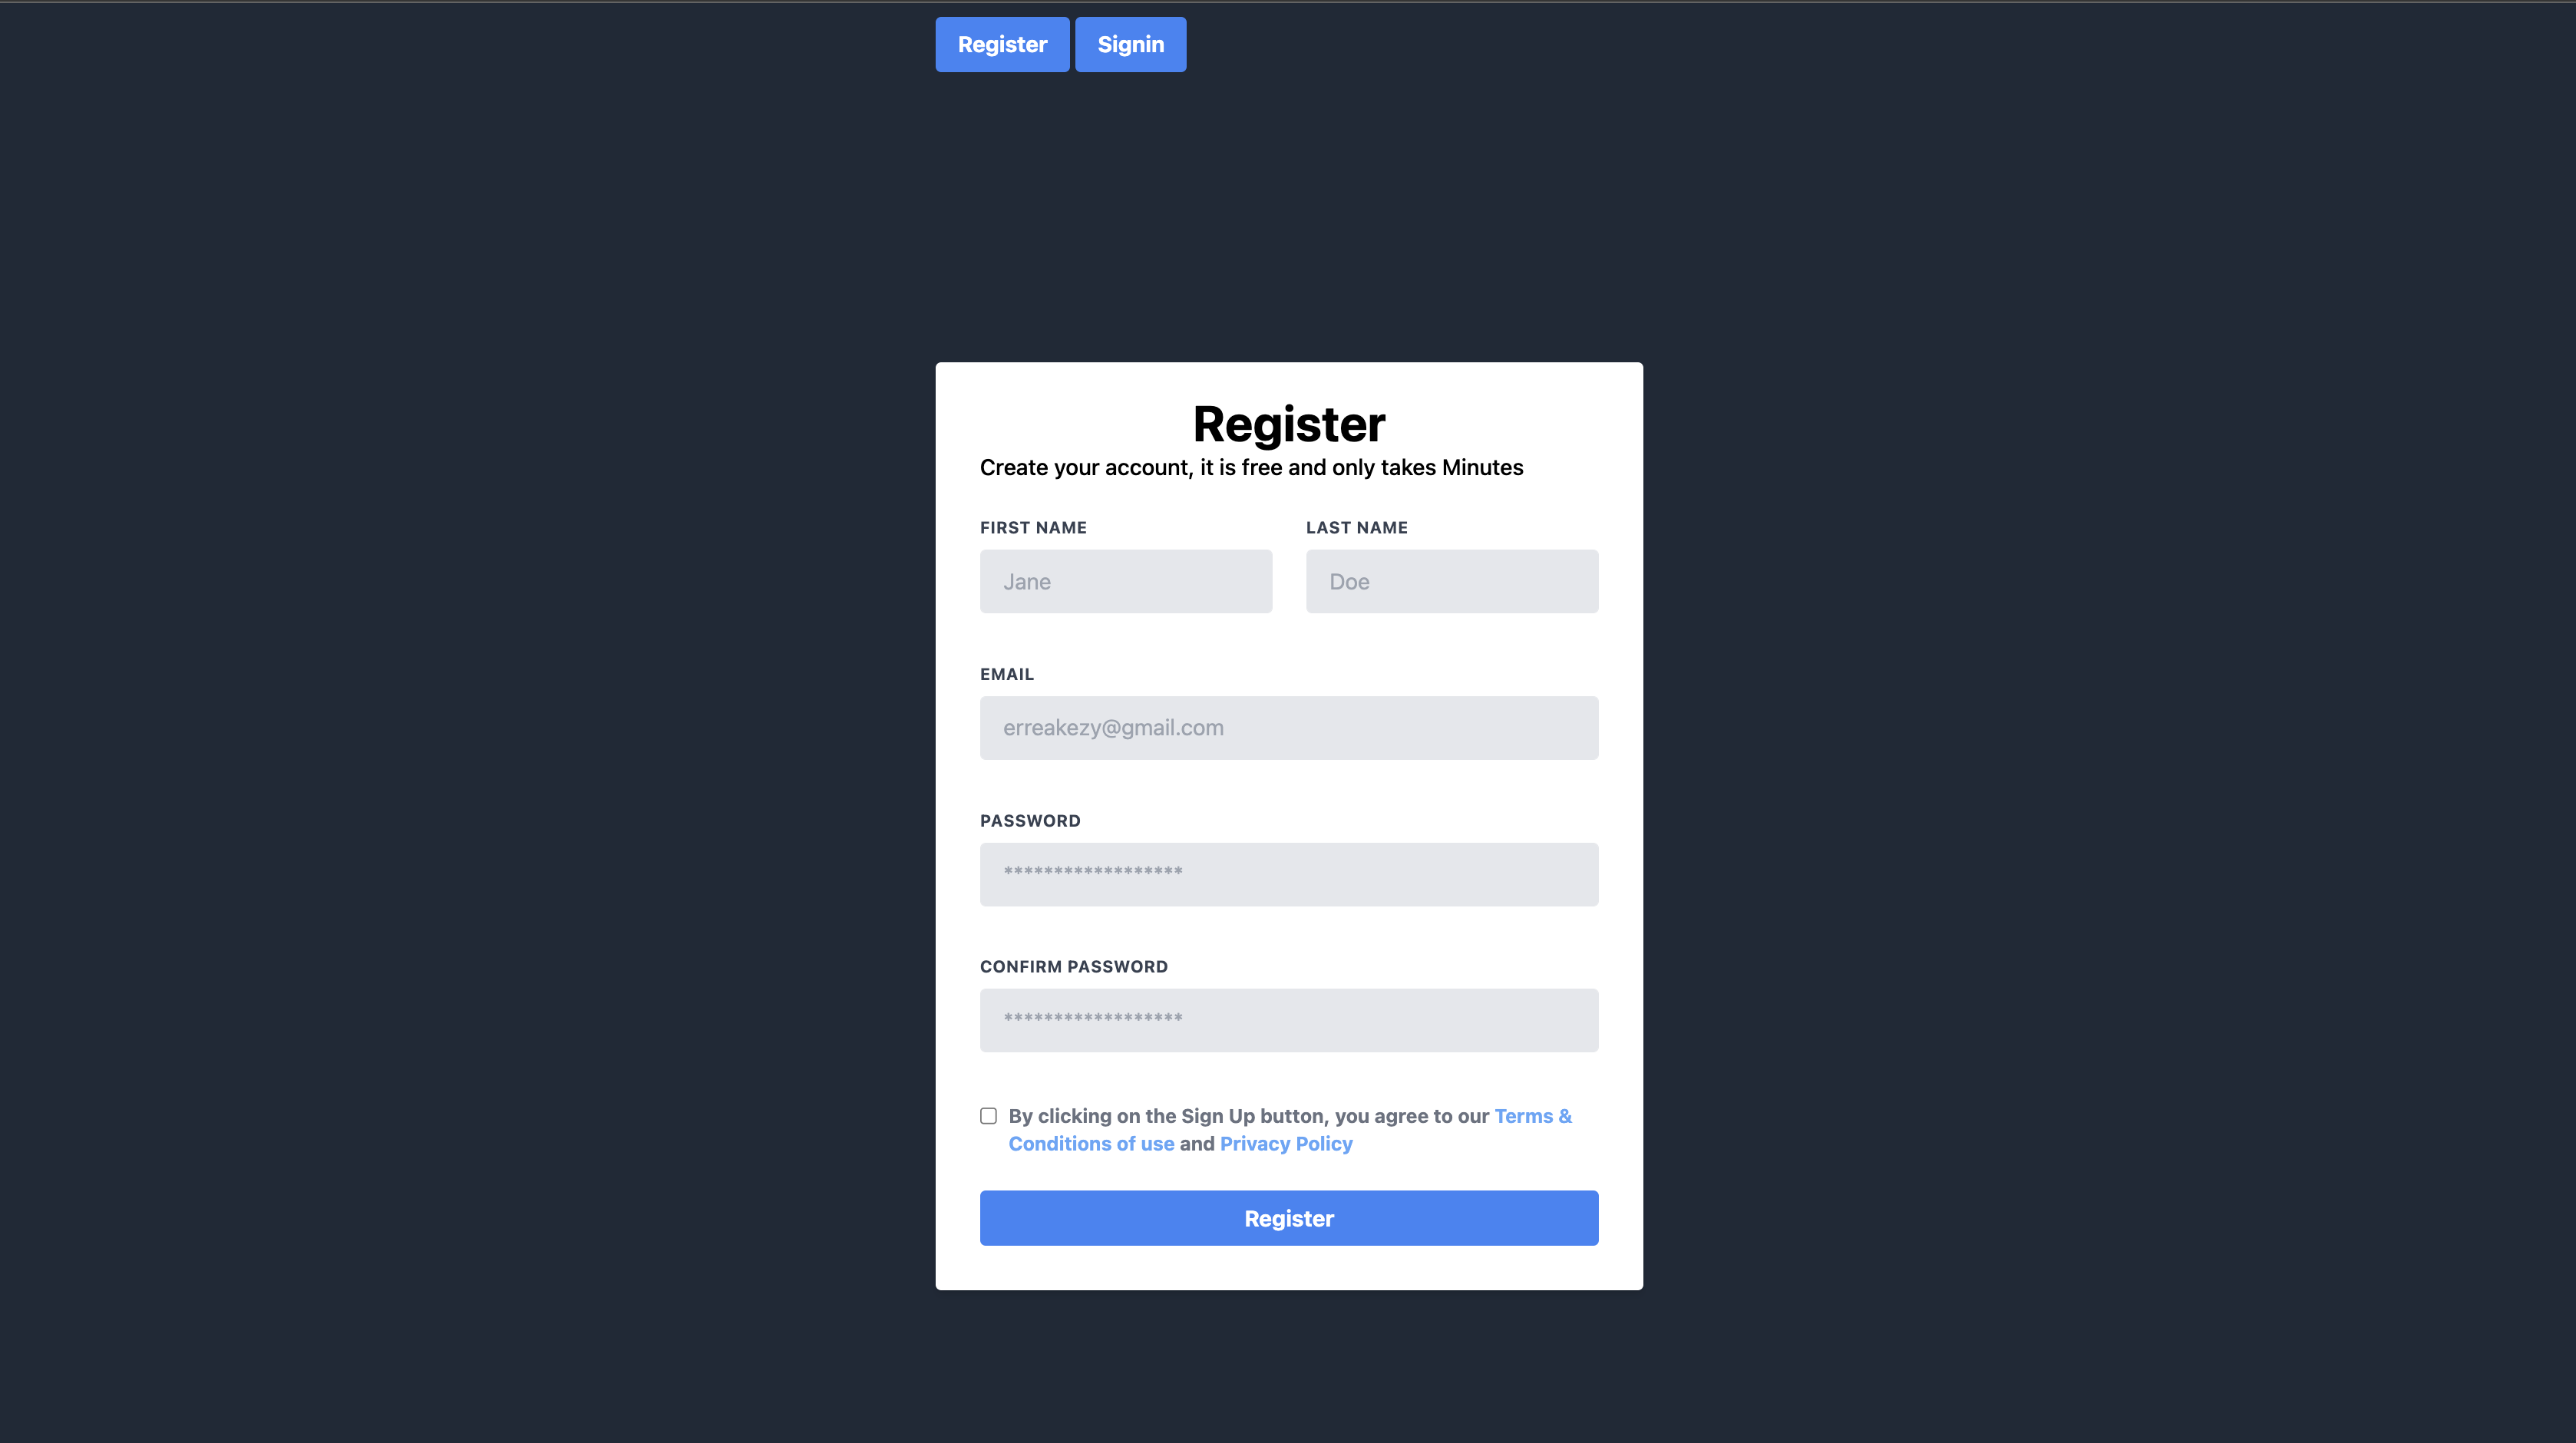 Register Signin
Register
Create your account, it is free and only takes Minutes
FIRST NAME LAST NAME
Jane Doe
EMAIL
erreakezy@gmail.com
PASSWORD
******************
CONFIRM PASSWORD
******************
By clicking on the Sign Up button, you agree to our Terms &
Conditions of use and Privacy Policy
Register